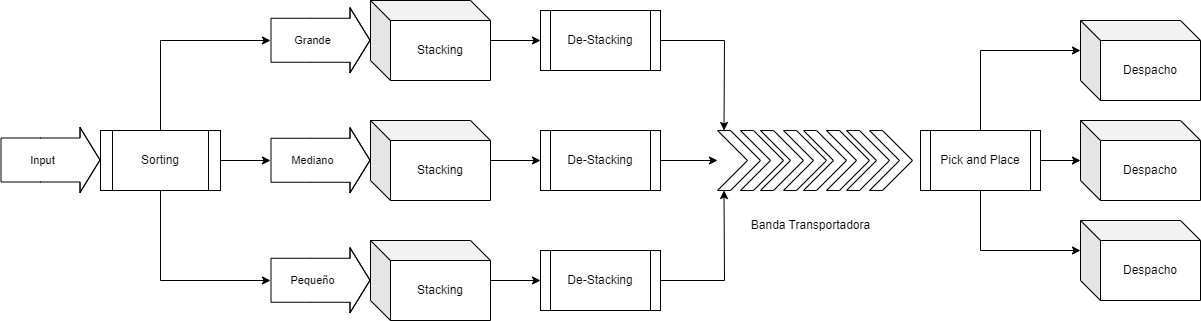 Grande
Stacking
De-Stacking
Despacho
Input
Sorting
Mediano
Stacking
De-Stacking
Pick and Place
Despacho
Banda Transportadora
Pequeño
Stacking
De-Stacking
Despacho